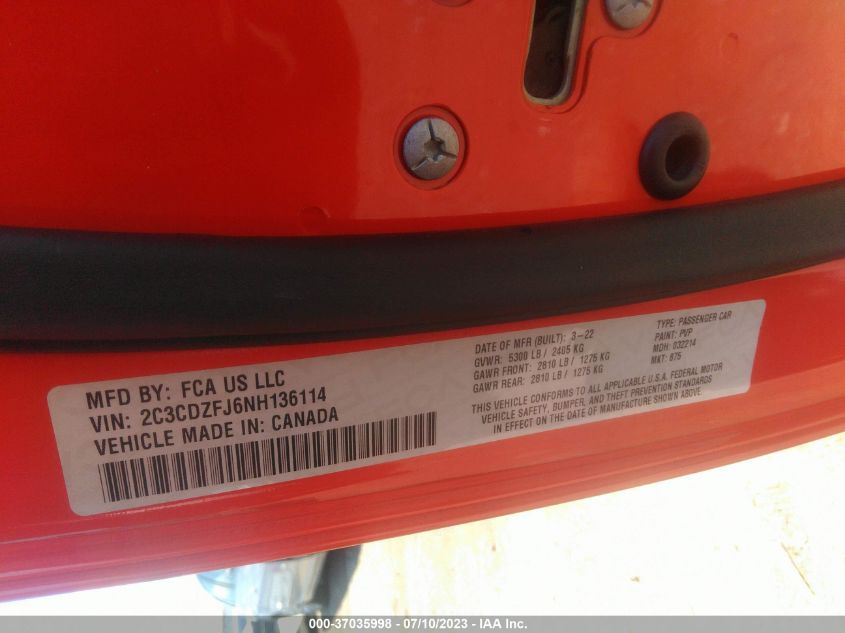 MFD BY: FCA US LLC
VIN: 2C3CDZFJ6NH136114
VEHICLE MADE IN: CANADA
DATE OF MFR (BUILT): 3-22
GVWR: 5300 LB / 2405 KG
GAWR FRONT: 2810 LB / 1275 KG
GAWR REAR: 2810 LB / 1275 KG
TYPE: PASSENGER CAR
PAINT: PVP
MDH: 032214
MKT: 875
THIS VEHICLE CONFORMS TO ALL APPLICABLE U.S.A. FEDERAL MOTOR
VEHICLE SAFETY, BUMPER, AND THEFT PREVENTION STANDARDS
IN EFFECT ON THE DATE OF MANUFACTURE SHOWN ABOVE
000-37035998 - 07/10/2023 - IAA Inc.